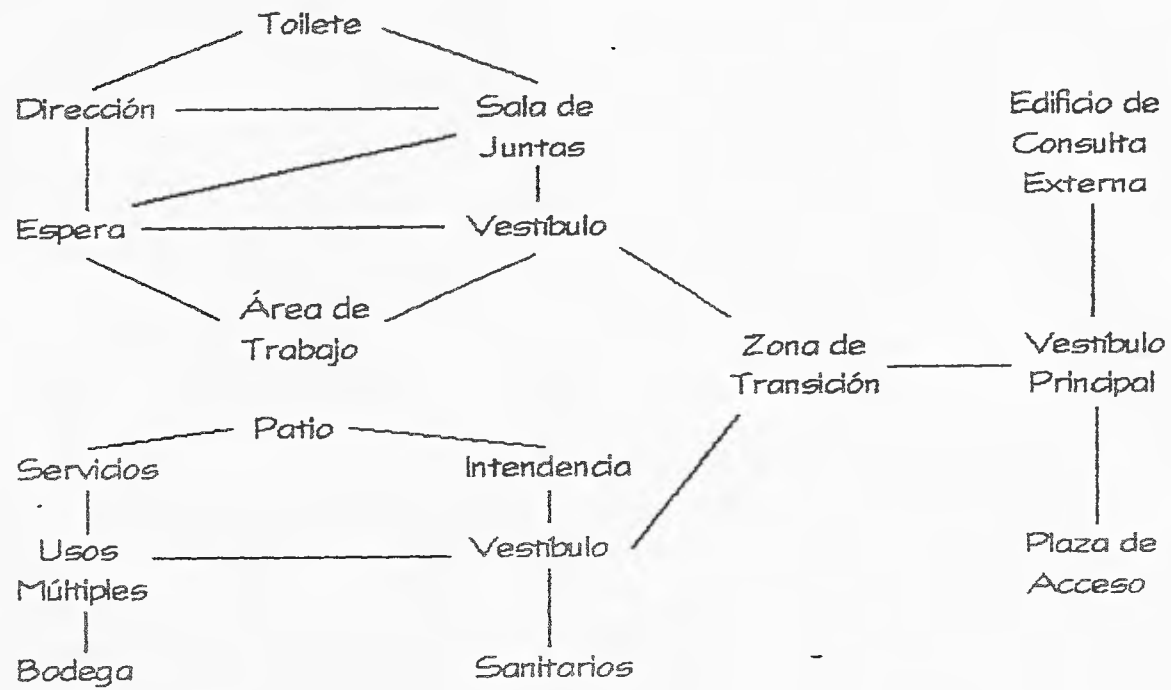 Toilete
Dirección
Sala de
Juntas
Edificio de
Consulta
Externa
Espera
Vestíbulo
Área de
Trabajo
Zona de
Transición
Vestíbulo
Principal
Patio
Servicios
Intendencia
Usos
Múltiples
Vestíbulo
Plaza de
Acceso
Bodega
Sanitarios